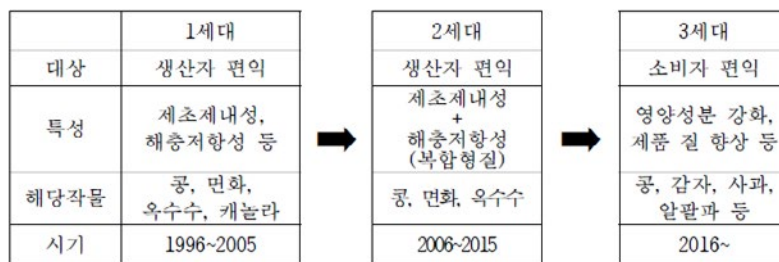 1세대
2세대
3세대
대상
생산자 편익
생산자 편익
소비자 편익
특성
제초제내성,
해충저항성 등
제초제내성
+
해충저항성
(복합형질)
영양성분 강화,
제품 질 향상 등
해당작물
콩, 면화,
옥수수, 캐놀라
콩, 면화, 옥수수
콩, 감자, 사과,
알팔파 등
시기
1996~2005
2006~2015
2016~